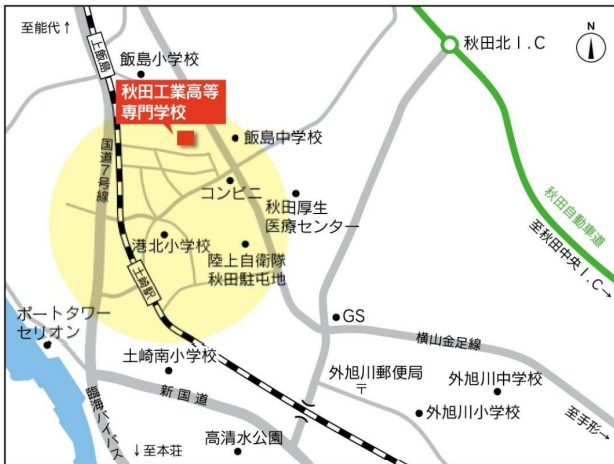 至能代↑
上飯島
飯島小学校
秋田工業高等
専門学校
秋田北I.C
N
国道7号線
飯島中学校
コンビニ
秋田厚生
医療センター
秋田自動車道
至秋田中央I.C→
港北小学校
陸上自衛隊
秋田駐屯地
土崎駅
ポートタワー
セリオン
GS
横山金足線
土崎南小学校
新国道
外旭川郵便局
〒
外旭川中学校
外旭川小学校
至手形→
臨海バイパス
↓至本荘
高清水公園